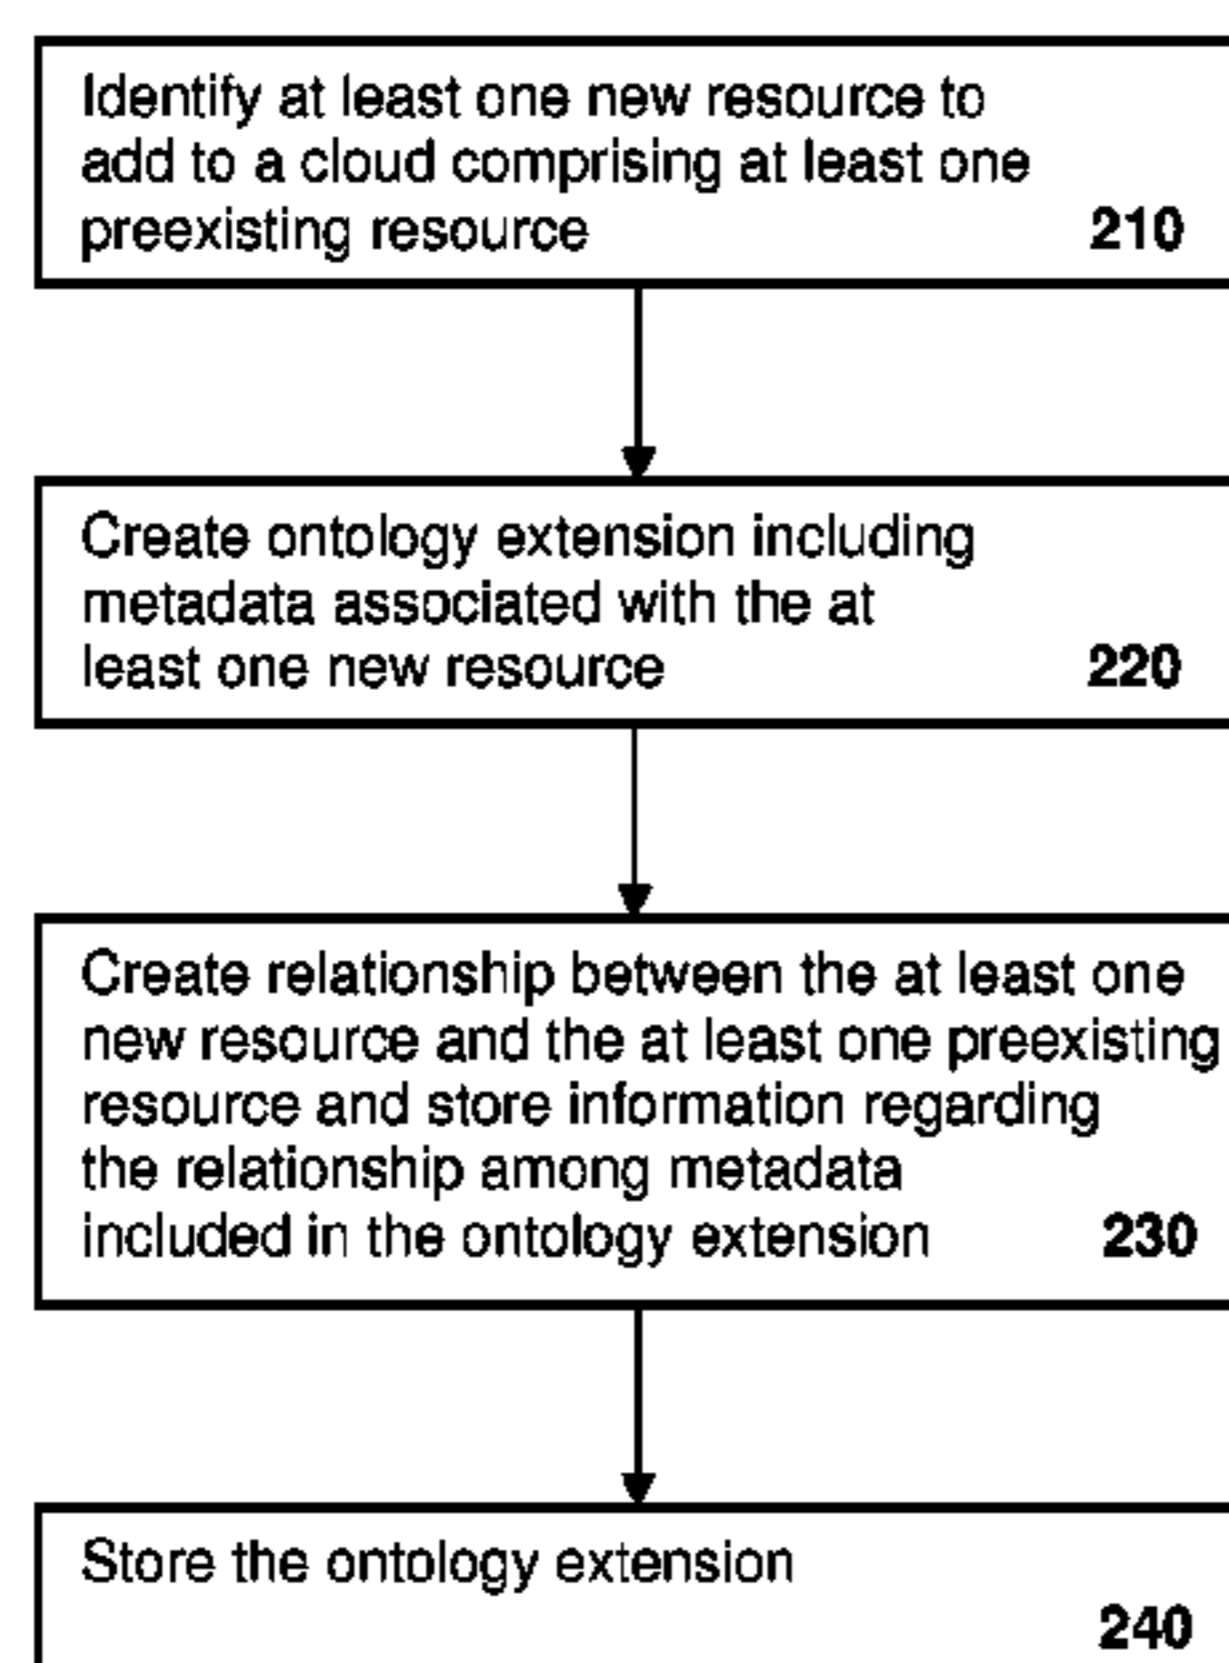 Identify at least one new resource to
add to a cloud comprising at least one
preexisting resource 210
Create ontology extension including
metadata associated with the at
least one new resource 220
Create relationship between the at least one
new resource and the at least one preexisting
resource and store information regarding
the relationship among metadata
included in the ontology extension 230
Store the ontology extension
240